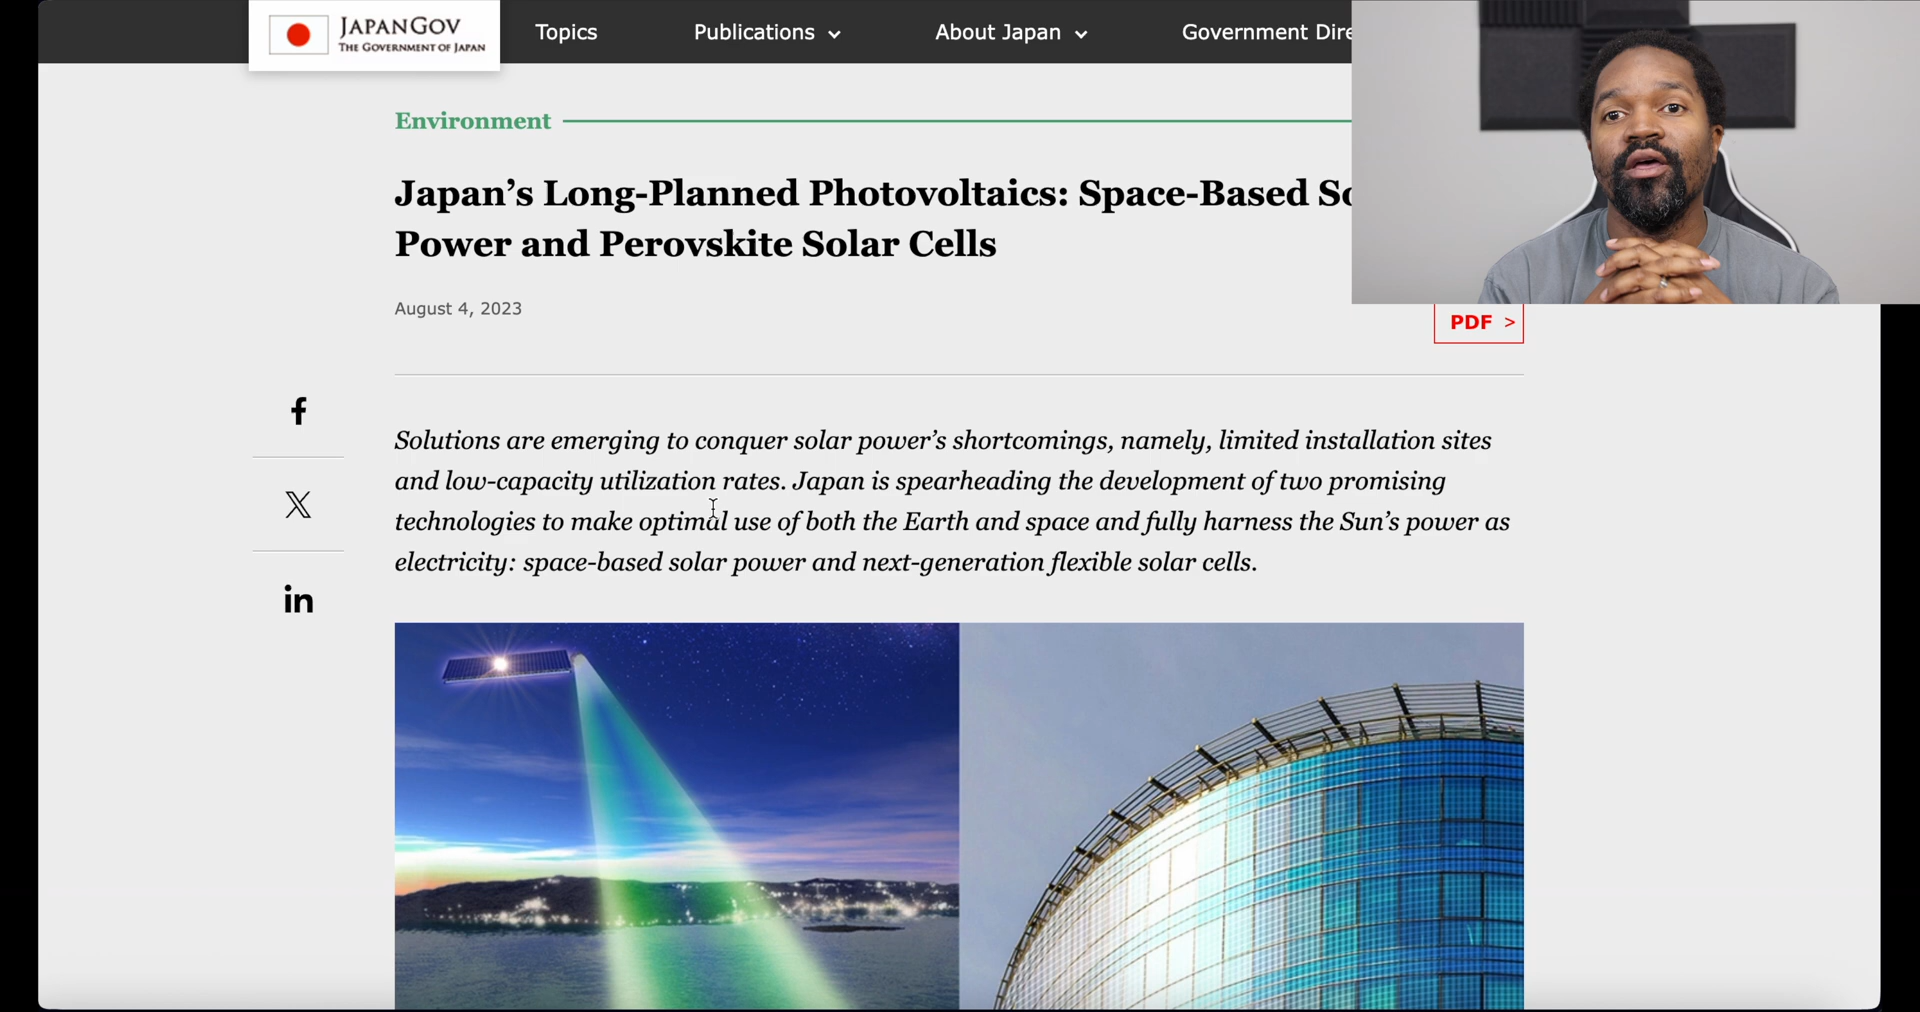 JAPANGOV
THE GOVERNMENT OF JAPAN
Topics
Publications
About Japan
Government Dire
Environment
Japan’s Long-Planned Photovoltaics: Space-Based So
Power and Perovskite Solar Cells
August 4, 2023
PDF >
f
X
in
Solutions are emerging to conquer solar power’s shortcomings, namely, limited installation sites
and low-capacity utilization rates. Japan is spearheading the development of two promising
technologies to make optimal use of both the Earth and space and fully harness the Sun’s power as
electricity: space-based solar power and next-generation flexible solar cells.